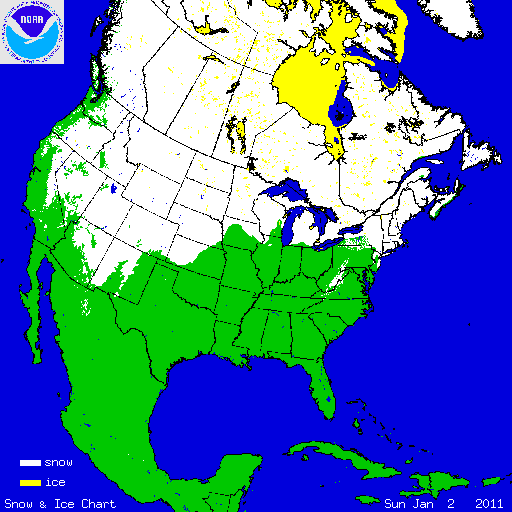 NOAA
snow
ice
Snow & Ice Chart
Sun Jan 2 2011